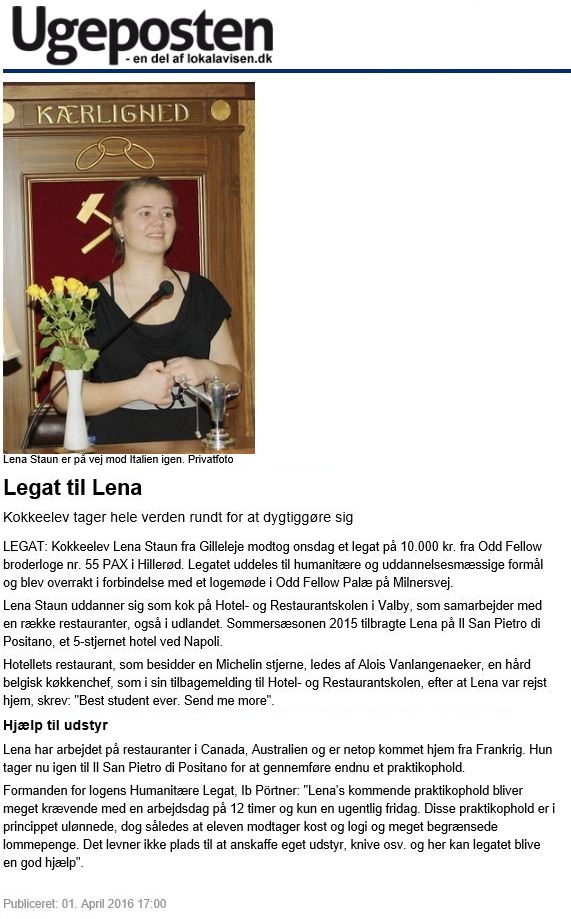 Ugeposten
- en del af lokalavisen.dk
KÆRLIGHED
Lena Staun er på vej mod Italien igen. Privatfoto
Legat til Lena
Kokkeelev tager hele verden rundt for at dygtiggøre sig
LEGAT: Kokkeelev Lena Staun fra Gilleleje modtog onsdag et legat på 10.000 kr. fra Odd Fellow
broderloge nr. 55 PAX i Hillerød. Legatet uddeles til humanitære og uddannelsesmæssige formål
og blev overrakt i forbindelse med et logemøde i Odd Fellow Palæ på Milnersvej.
Lena Staun uddanner sig som kok på Hotel- og Restaurantskolen i Valby, som samarbejder med
en række restauranter, også i udlandet. Sommersæsonen 2015 tilbragte Lena på Il San Pietro di
Positano, et 5-stjernet hotel ved Napoli.
Hotellets restaurant, som besidder en Michelin stjerne, ledes af Alois Vanlangenaeker, en hård
belgisk køkkenchef, som i sin tilbagemelding til Hotel- og Restaurantskolen, efter at Lena var rejst
hjem, skrev: "Best student ever. Send me more".
Hjælp til udstyr
Lena har arbejdet på restauranter i Canada, Australien og er netop kommet hjem fra Frankrig. Hun
tager nu igen til Il San Pietro di Positano for at gennemføre endnu et praktikophold.
Formanden for logens Humanitære Legat, Ib Pörtner: "Lena's kommende praktikophold bliver
meget krævende med en arbejdsdag på 12 timer og kun en ugentlig fridag. Disse praktikophold er i
princippet ulønnede, dog således at eleven modtager kost og logi og meget begrænsede
lommepenge. Det levner ikke plads til at anskaffe eget udstyr, knive osv. og her kan legatet blive
en god hjælp".
Publiceret: 01. April 2016 17:00